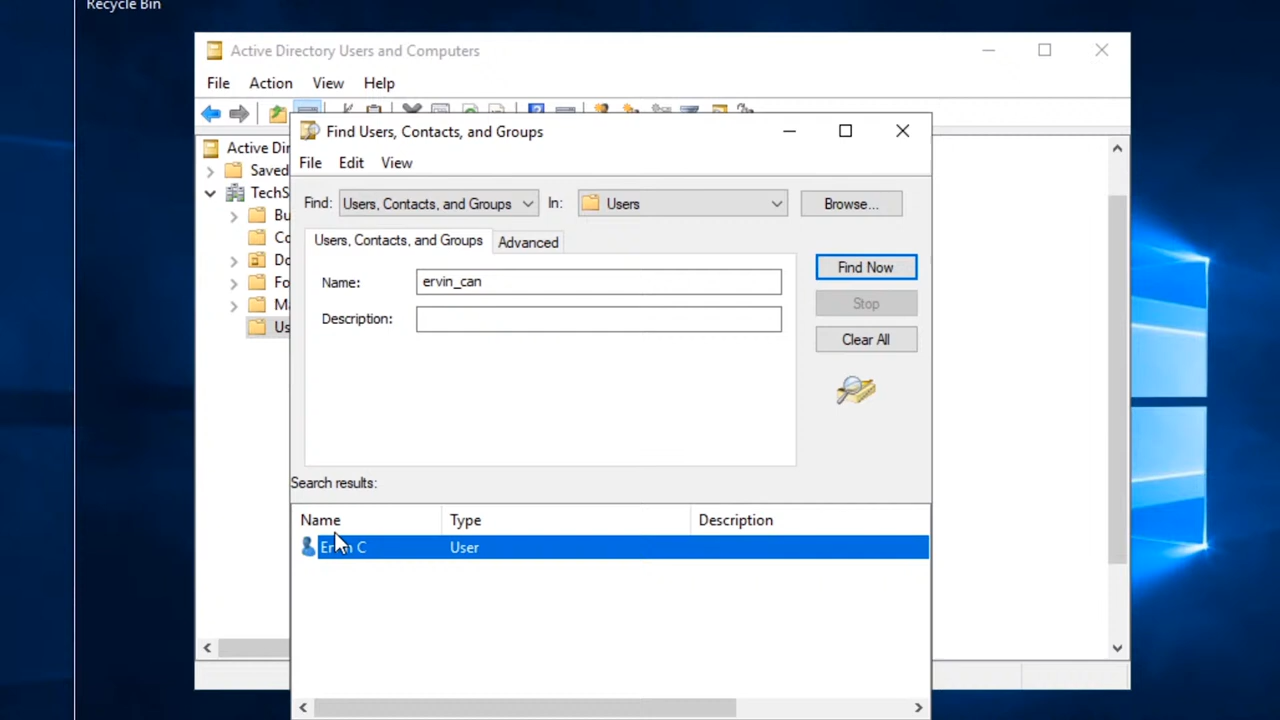 Recycle Bin
Active Directory Users and Computers
File Action View Help
Find Users, Contacts, and Groups
File Edit View
Active Dir
Saved
TechS
Bu
Co
Do
Fo
Ma
Us
Find: Users, Contacts, and Groups In: Users Browse...
Users, Contacts, and Groups Advanced
Name: ervin_can
Description:
Find Now
Stop
Clear All
Search results:
Name Type Description
C User